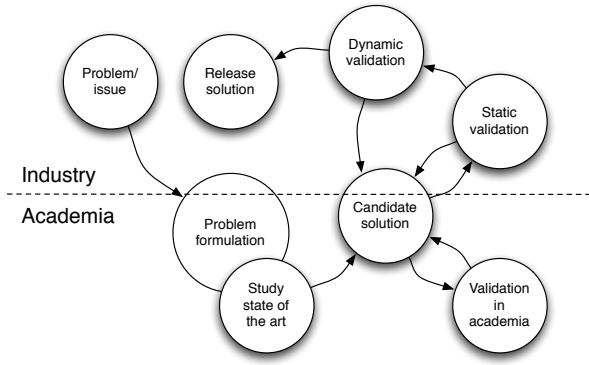 Problem/
issue
Release
solution
Dynamic
validation
Static
validation
Industry
Academia
Problem
formulation
Candidate
solution
Study
state of
the art
Validation
in
academia